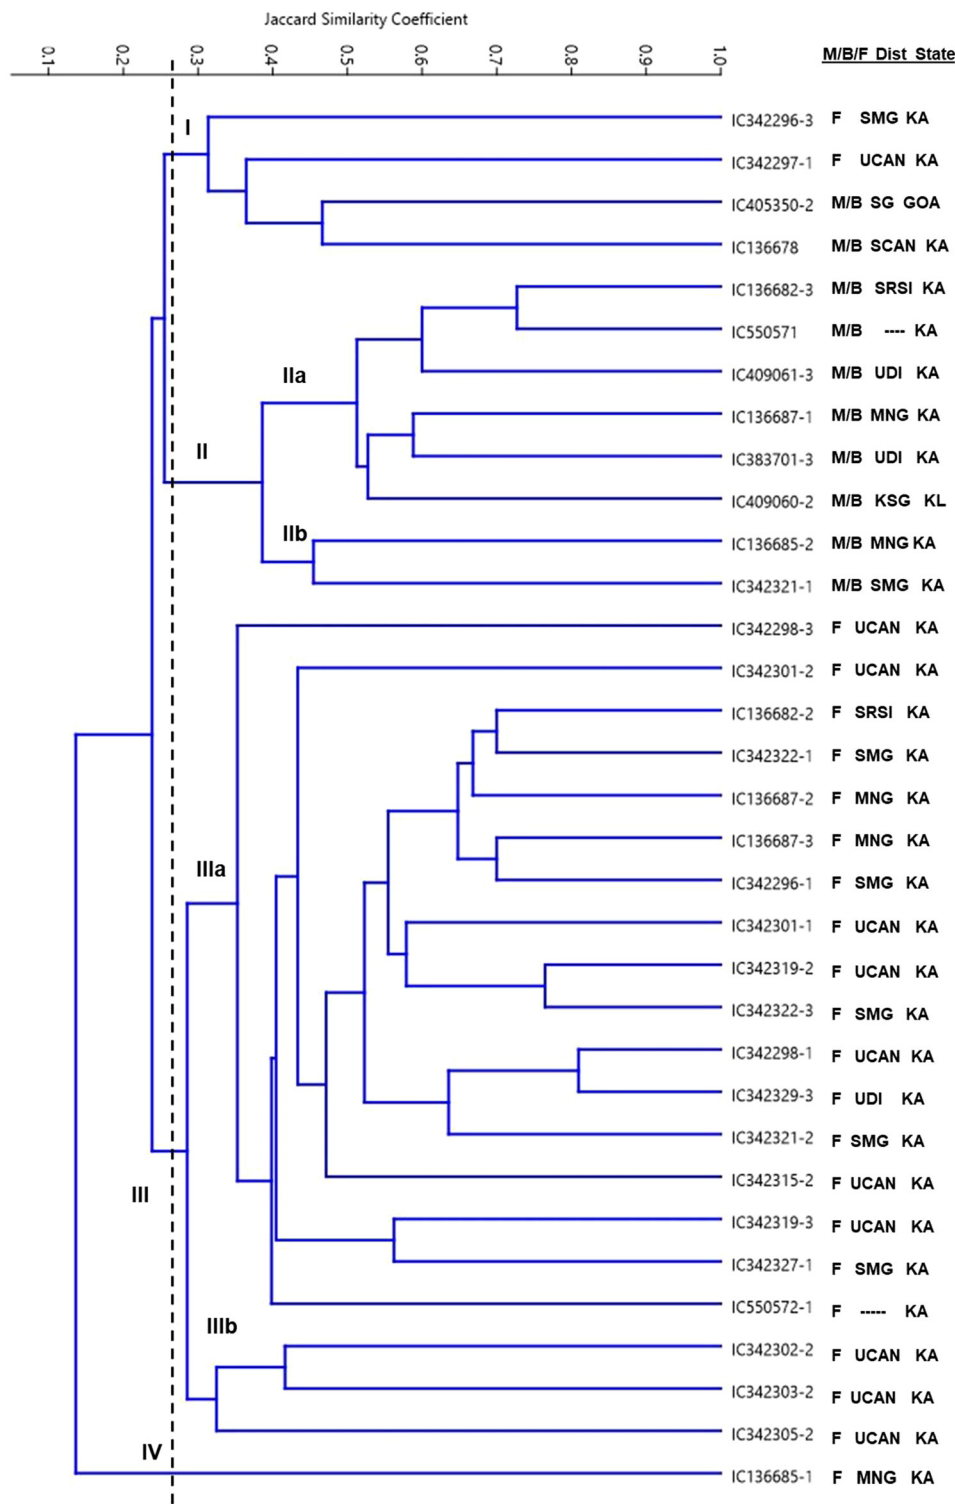 Jaccard Similarity Coefficient
0.1 0.2 0.3 0.4 0.5 0.6 0.7 0.8 0.9 1.0 M/B/F Dist State
I
IC342296-3 F SMG KA
IC342297-1 F UCAN KA
IC405350-2 M/B SG GOA
IC136678 M/B SCAN KA
IC136682-3 M/B SRSI KA
IC550571 M/B ---- KA
IIa
IC409061-3 M/B UDI KA
IC136687-1 M/B MNG KA
II
IC383701-3 M/B UDI KA
IC409060-2 M/B KSG KL
IIb
IC136685-2 M/B MNG KA
IC342321-1 M/B SMG KA
IC342298-3 F UCAN KA
IC342301-2 F UCAN KA
IC136682-2 F SRSI KA
IC342322-1 F SMG KA
IC136687-2 F MNG KA
IC136687-3 F MNG KA
IIIa
IC342296-1 F SMG KA
IC342301-1 F UCAN KA
IC342319-2 F UCAN KA
IC342322-3 F SMG KA
IC342298-1 F UCAN KA
IC342329-3 F UDI KA
IC342321-2 F SMG KA
IC342315-2 F UCAN KA
III
IC342319-3 F UCAN KA
IC342327-1 F SMG KA
IC550572-1 F ----- KA
IIIb
IC342302-2 F UCAN KA
IC342303-2 F UCAN KA
IC342305-2 F UCAN KA
IV
IC136685-1 F MNG KA